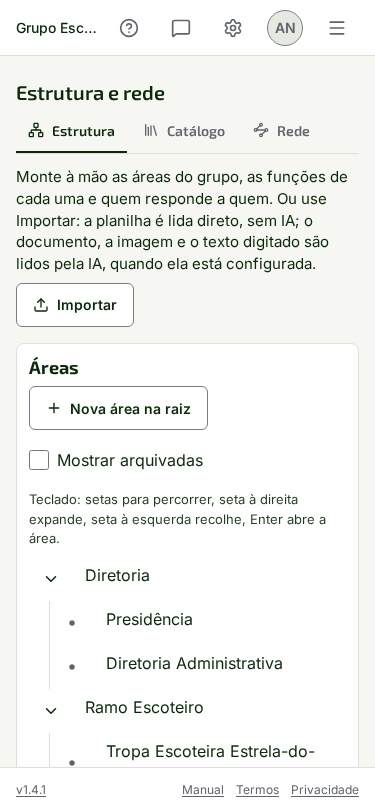 Grupo Esc...
AN
Estrutura e rede
Estrutura
Catálogo
Rede
Monte à mão as áreas do grupo, as funções de
cada uma e quem responde a quem. Ou use
Importar: a planilha é lida direto, sem IA; o
documento, a imagem e o texto digitado são
lidos pela IA, quando ela está configurada.
Importar
Áreas
Nova área na raiz
Mostrar arquivadas
Teclado: setas para percorrer, seta à direita
expande, seta à esquerda recolhe, Enter abre a
área.
Diretoria
Presidência
Diretoria Administrativa
Ramo Escoteiro
Tropa Escoteira Estrela-do-
v1.4.1
Manual
Termos
Privacidade